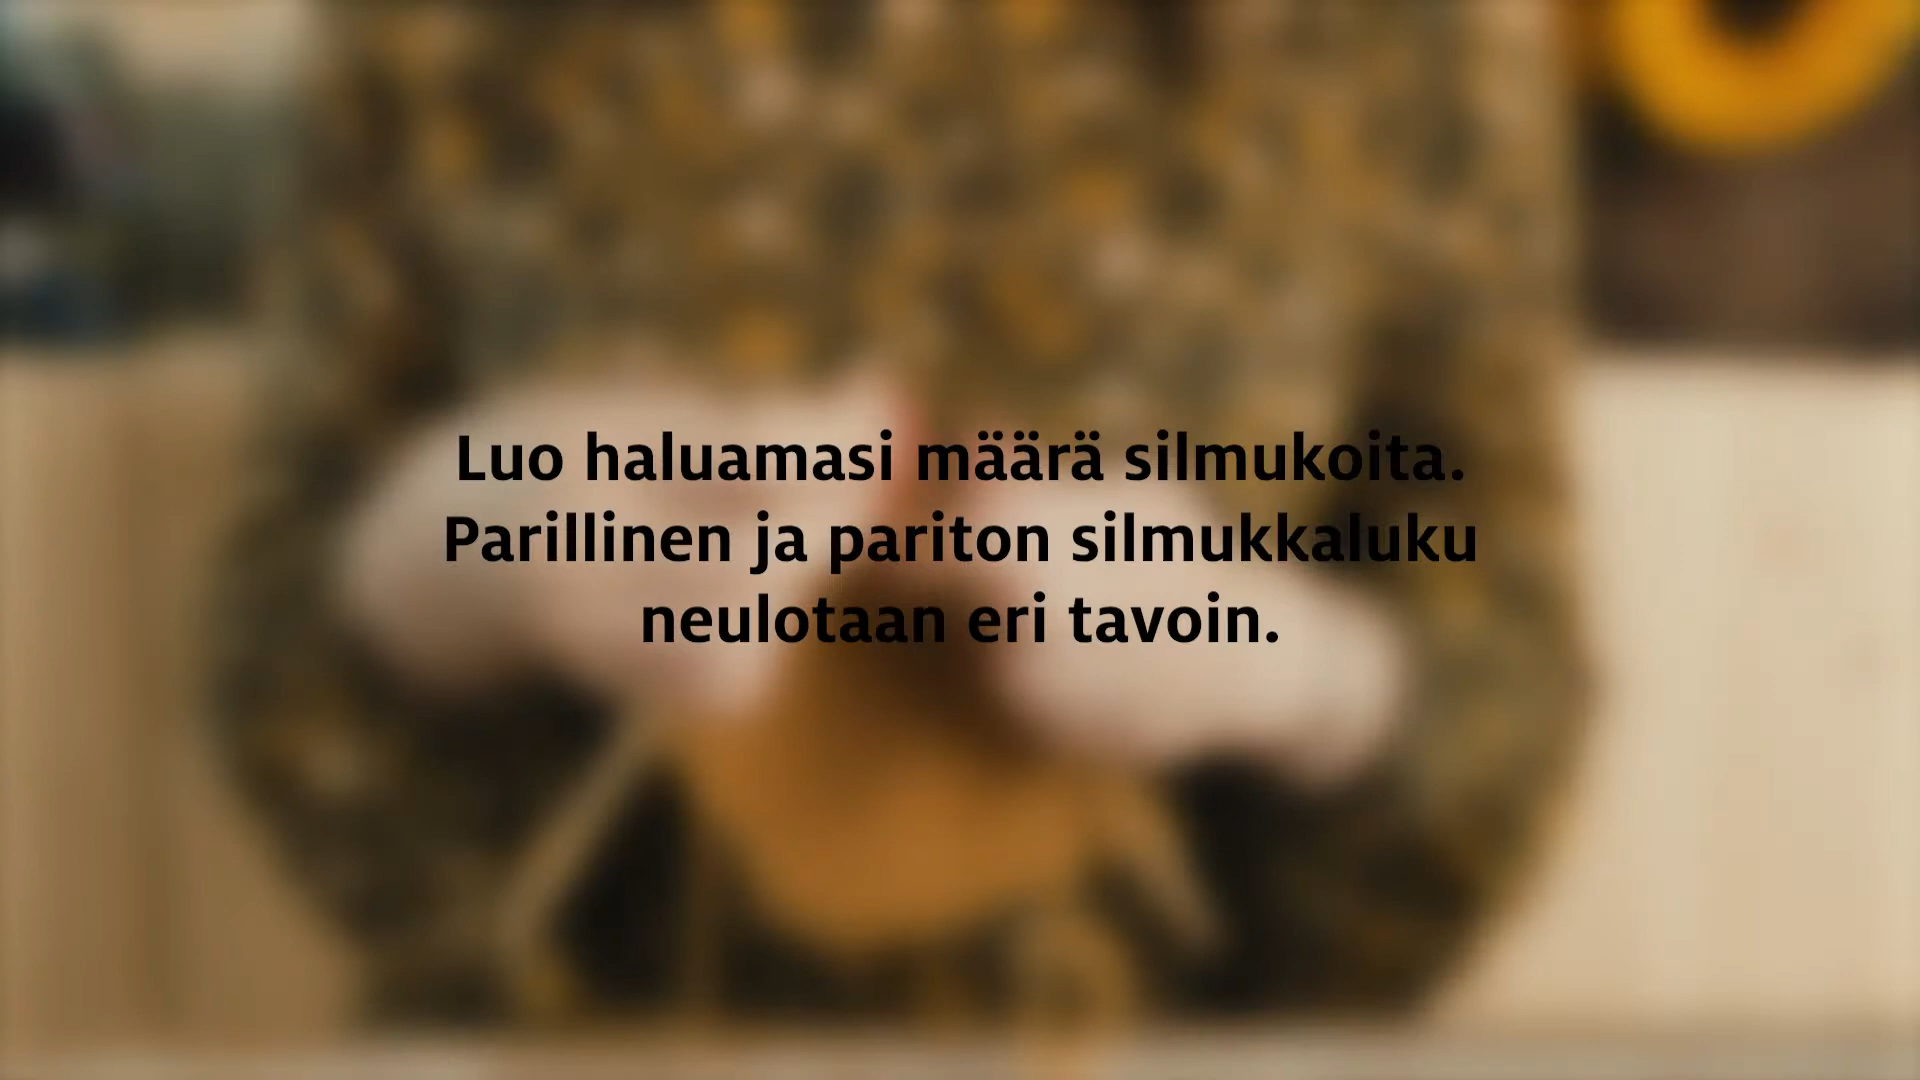 Luo haluamasi määrä silmukoita.
Parillinen ja pariton silmukkaluku
neulotaan eri tavoin.